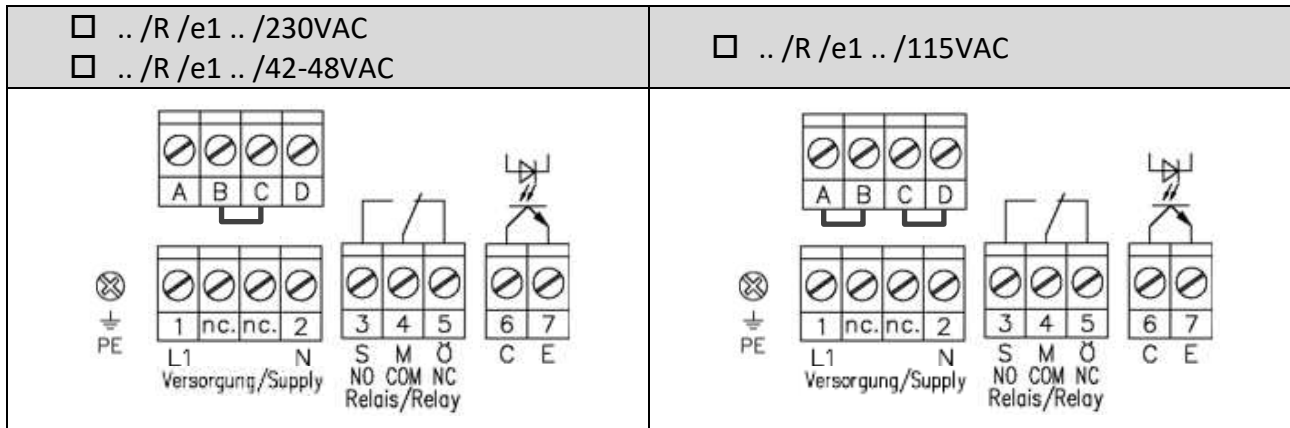 ☐ .. /R /e1 .. /230VAC
☐ .. /R /e1 .. /42-48VAC
☐ .. /R /e1 .. /115VAC
A B C D
1 nc. nc. 2 3 4 5 6 7
PE L1 N S M Ö C E
Versorgung/Supply NO COM NC
Relais/Relay
A B C D
1 nc. nc. 2 3 4 5 6 7
PE L1 N S M Ö C E
Versorgung/Supply NO COM NC
Relais/Relay